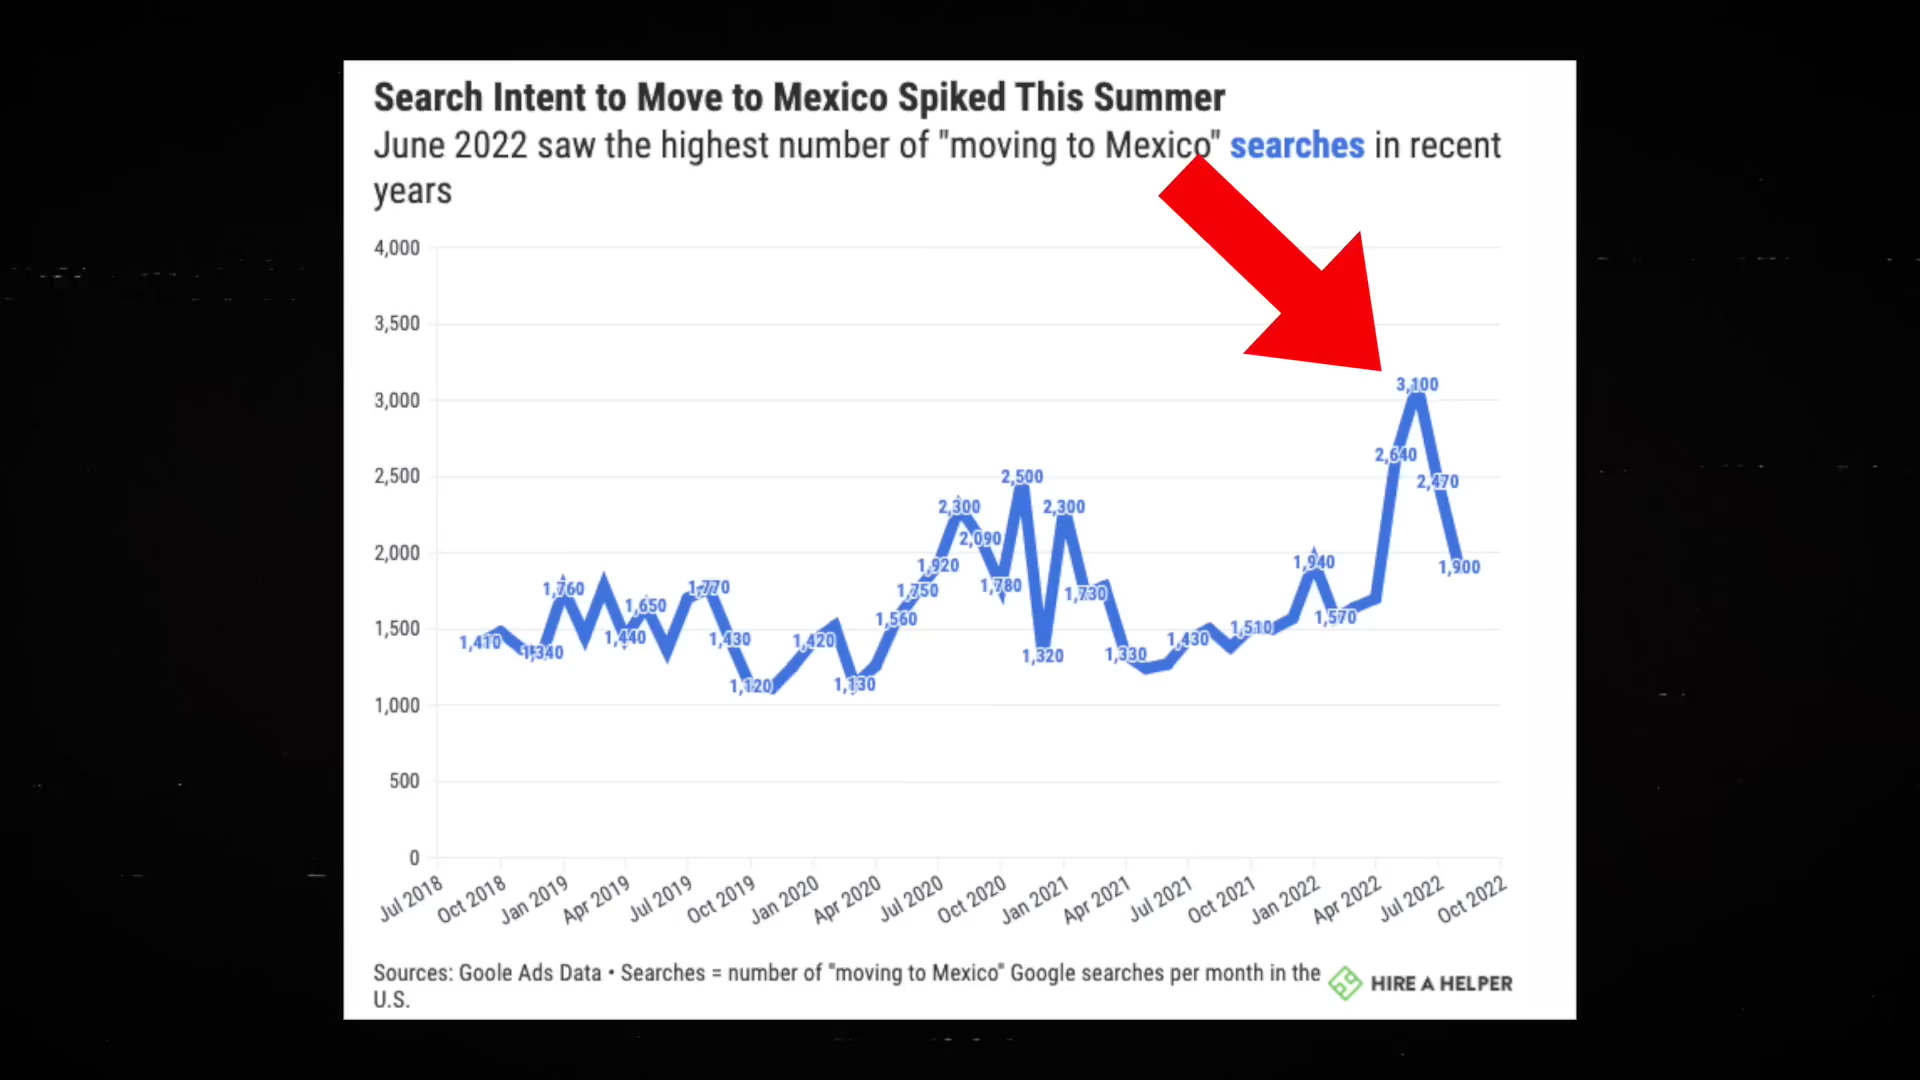 Search Intent to Move to Mexico Spiked This Summer
June 2022 saw the highest number of "moving to Mexico" searches in recent
years
4,000
3,500
3,000
2,500
2,000
1,500
1,000
500
0
1,410
1,340
1,760
1,440
1,650
1,770
1,430
1,120
1,420
1,130
1,560
1,750
1,920
2,300
2,090
1,780
2,500
1,320
2,300
1,730
1,330
1,430
1,510
1,940
1,570
2,640
3,100
2,470
1,900
Jul 2018
Oct 2018
Jan 2019
Apr 2019
Jul 2019
Oct 2019
Jan 2020
Apr 2020
Jul 2020
Oct 2020
Jan 2021
Apr 2021
Jul 2021
Oct 2021
Jan 2022
Apr 2022
Jul 2022
Oct 2022
Sources: Goole Ads Data • Searches = number of "moving to Mexico" Google searches per month in the
U.S.
HIRE A HELPER